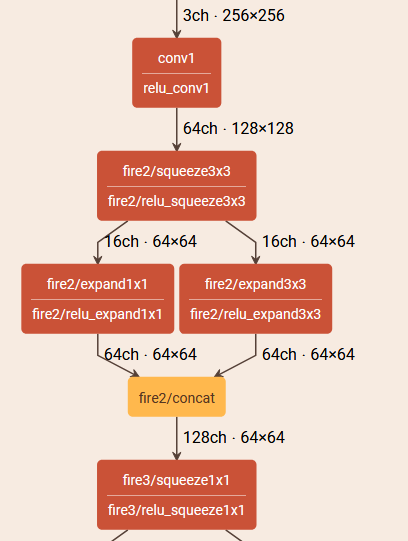 3ch · 256×256
conv1
relu_conv1
64ch · 128×128
fire2/squeeze3x3
fire2/relu_squeeze3x3
16ch · 64×64
16ch · 64×64
fire2/expand1x1
fire2/relu_expand1x1
fire2/expand3x3
fire2/relu_expand3x3
64ch · 64×64
64ch · 64×64
fire2/concat
128ch · 64×64
fire3/squeeze1x1
fire3/relu_squeeze1x1